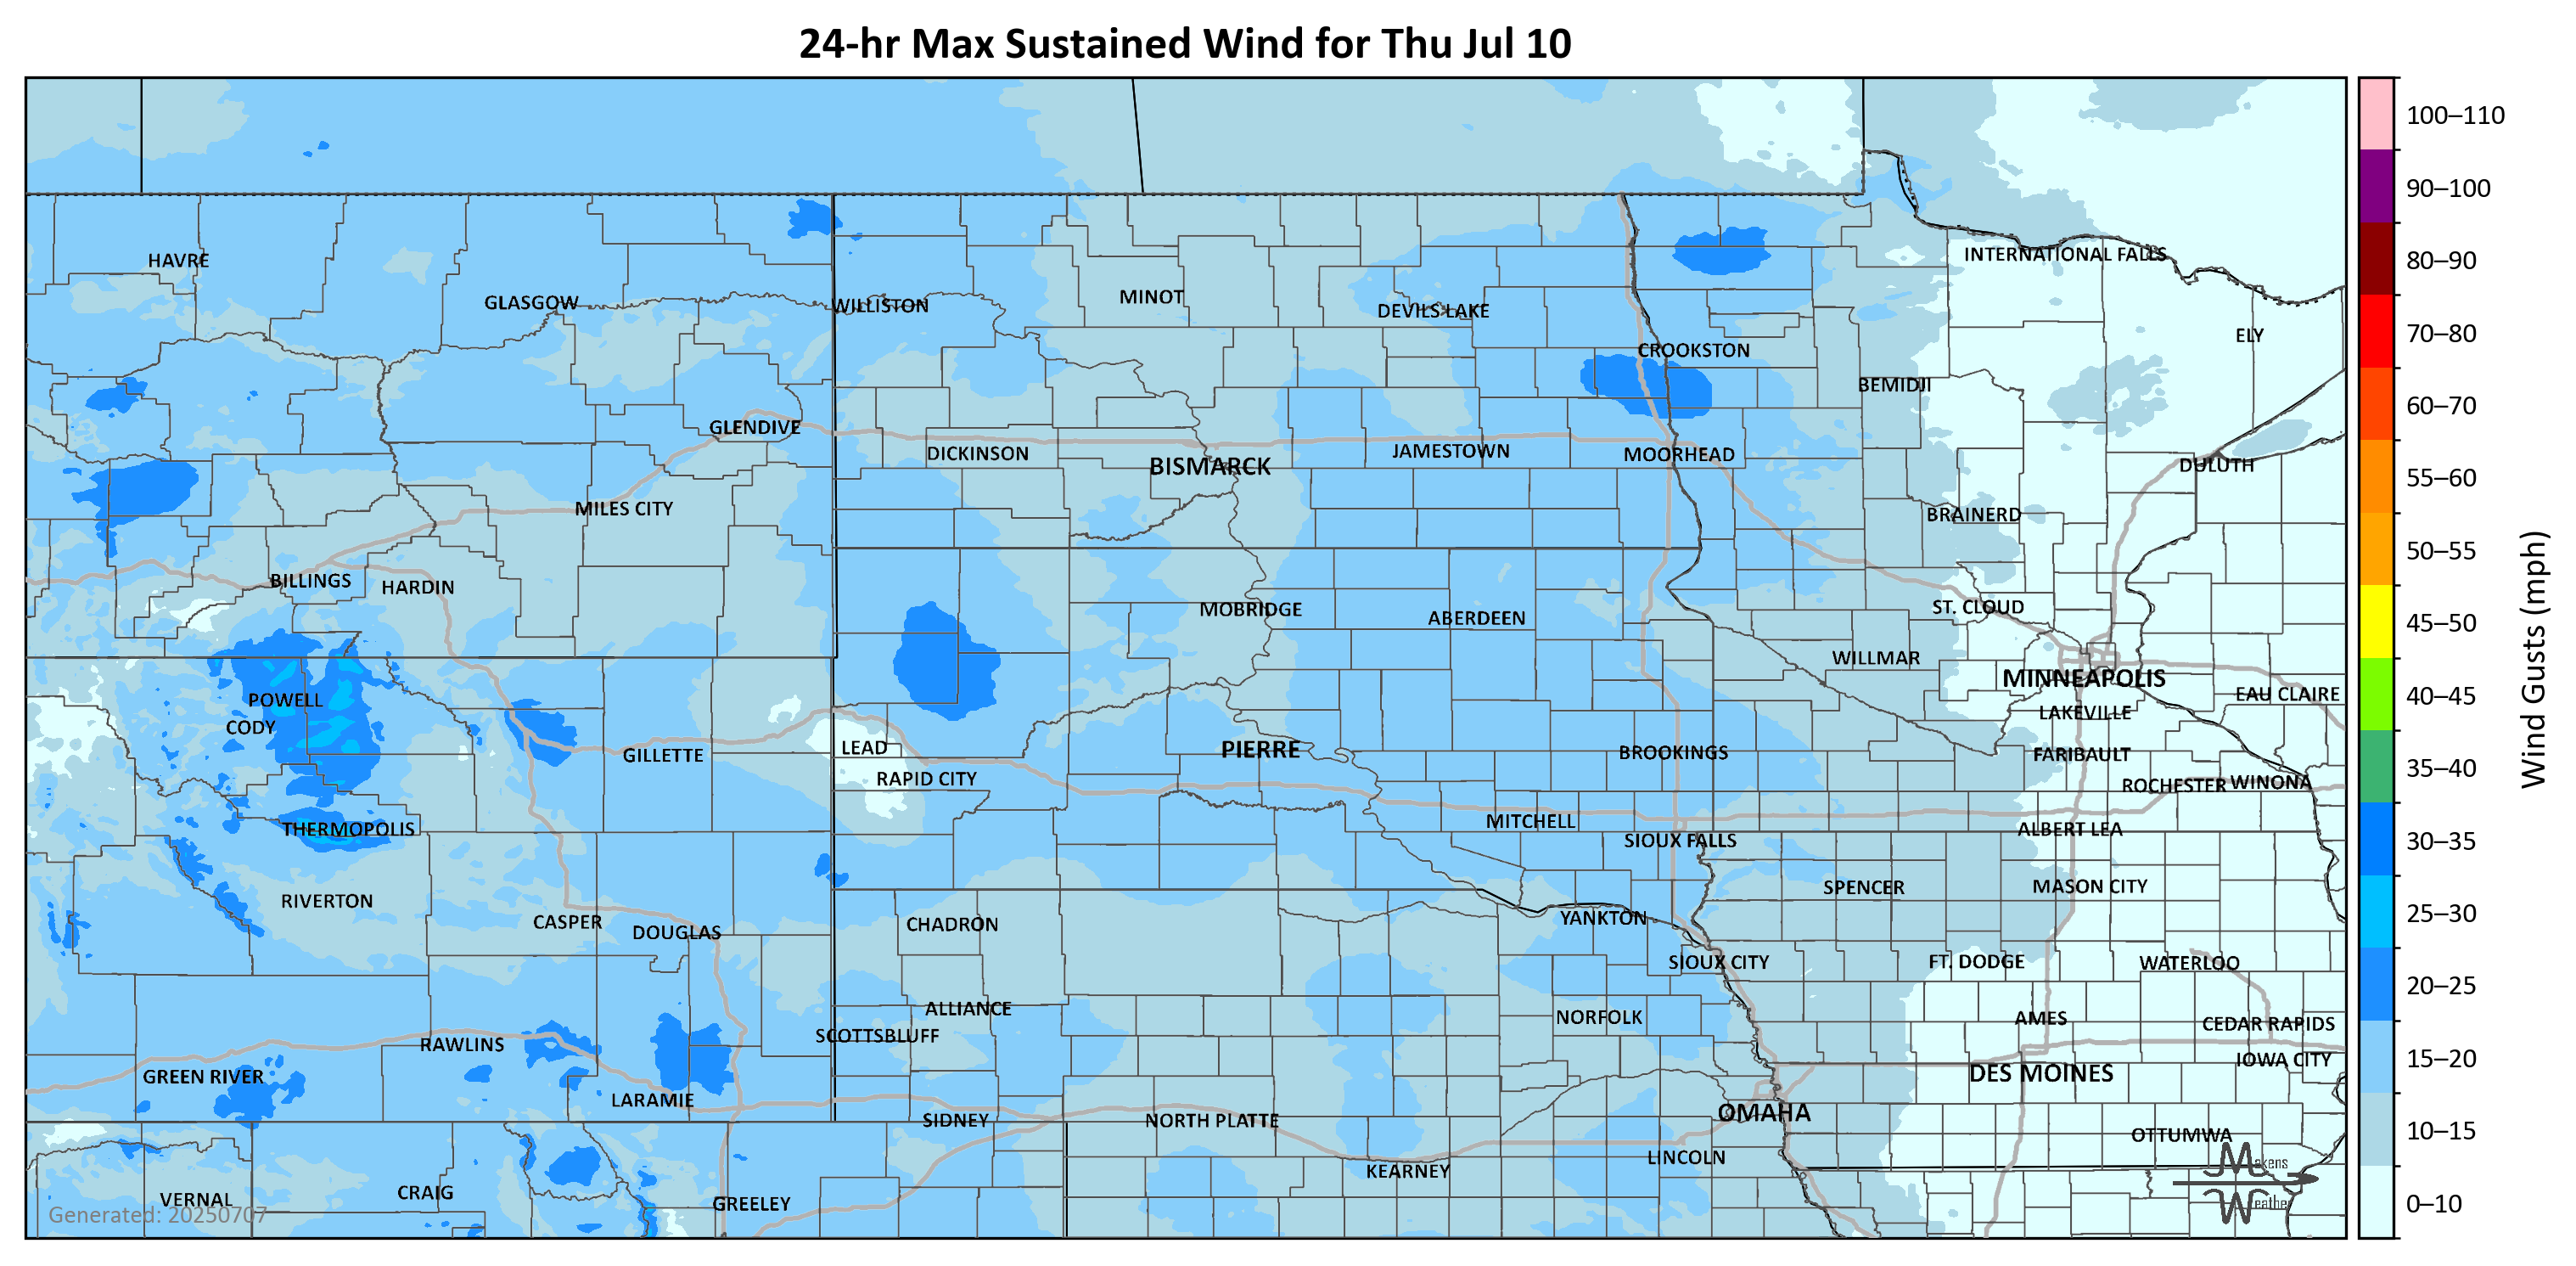 24-hr Max Sustained Wind for Thu Jul 10
100–110
90–100
80–90
70–80
60–70
55–60
50–55
45–50
40–45
35–40
30–35
25–30
20–25
15–20
10–15
0–10
Wind Gusts (mph)
HAVRE
GLASGOW
WILLISTON
MINOT
DEVILS LAKE
INTERNATIONAL FALLS
ELY
CROOKSTON
BEMIDJI
GLENDIVE
DICKINSON
BISMARCK
JAMESTOWN
MOORHEAD
DULUTH
MILES CITY
BRAINERD
BILLINGS
HARDIN
MOBRIDGE
ABERDEEN
ST. CLOUD
WILLMAR
MINNEAPOLIS
EAU CLAIRE
POWELL
CODY
LAKEVILLE
GILLETTE
LEAD
PIERRE
BROOKINGS
FARIBAULT
RAPID CITY
ROCHESTER
WINONA
THERMOPOLIS
MITCHELL
SIOUX FALLS
ALBERT LEA
RIVERTON
SPENCER
MASON CITY
CASPER
DOUGLAS
CHADRON
YANKTON
SIOUX CITY
FT. DODGE
WATERLOO
ALLIANCE
NORFOLK
AMES
CEDAR RAPIDS
SCOTTSBLUFF
RAWLINS
IOWA CITY
GREEN RIVER
DES MOINES
LARAMIE
SIDNEY
NORTH PLATTE
OMAHA
OTTUMWA
KEARNEY
LINCOLN
VERNAL
CRAIG
GREELEY
Generated: 20250707
Makens
Weather